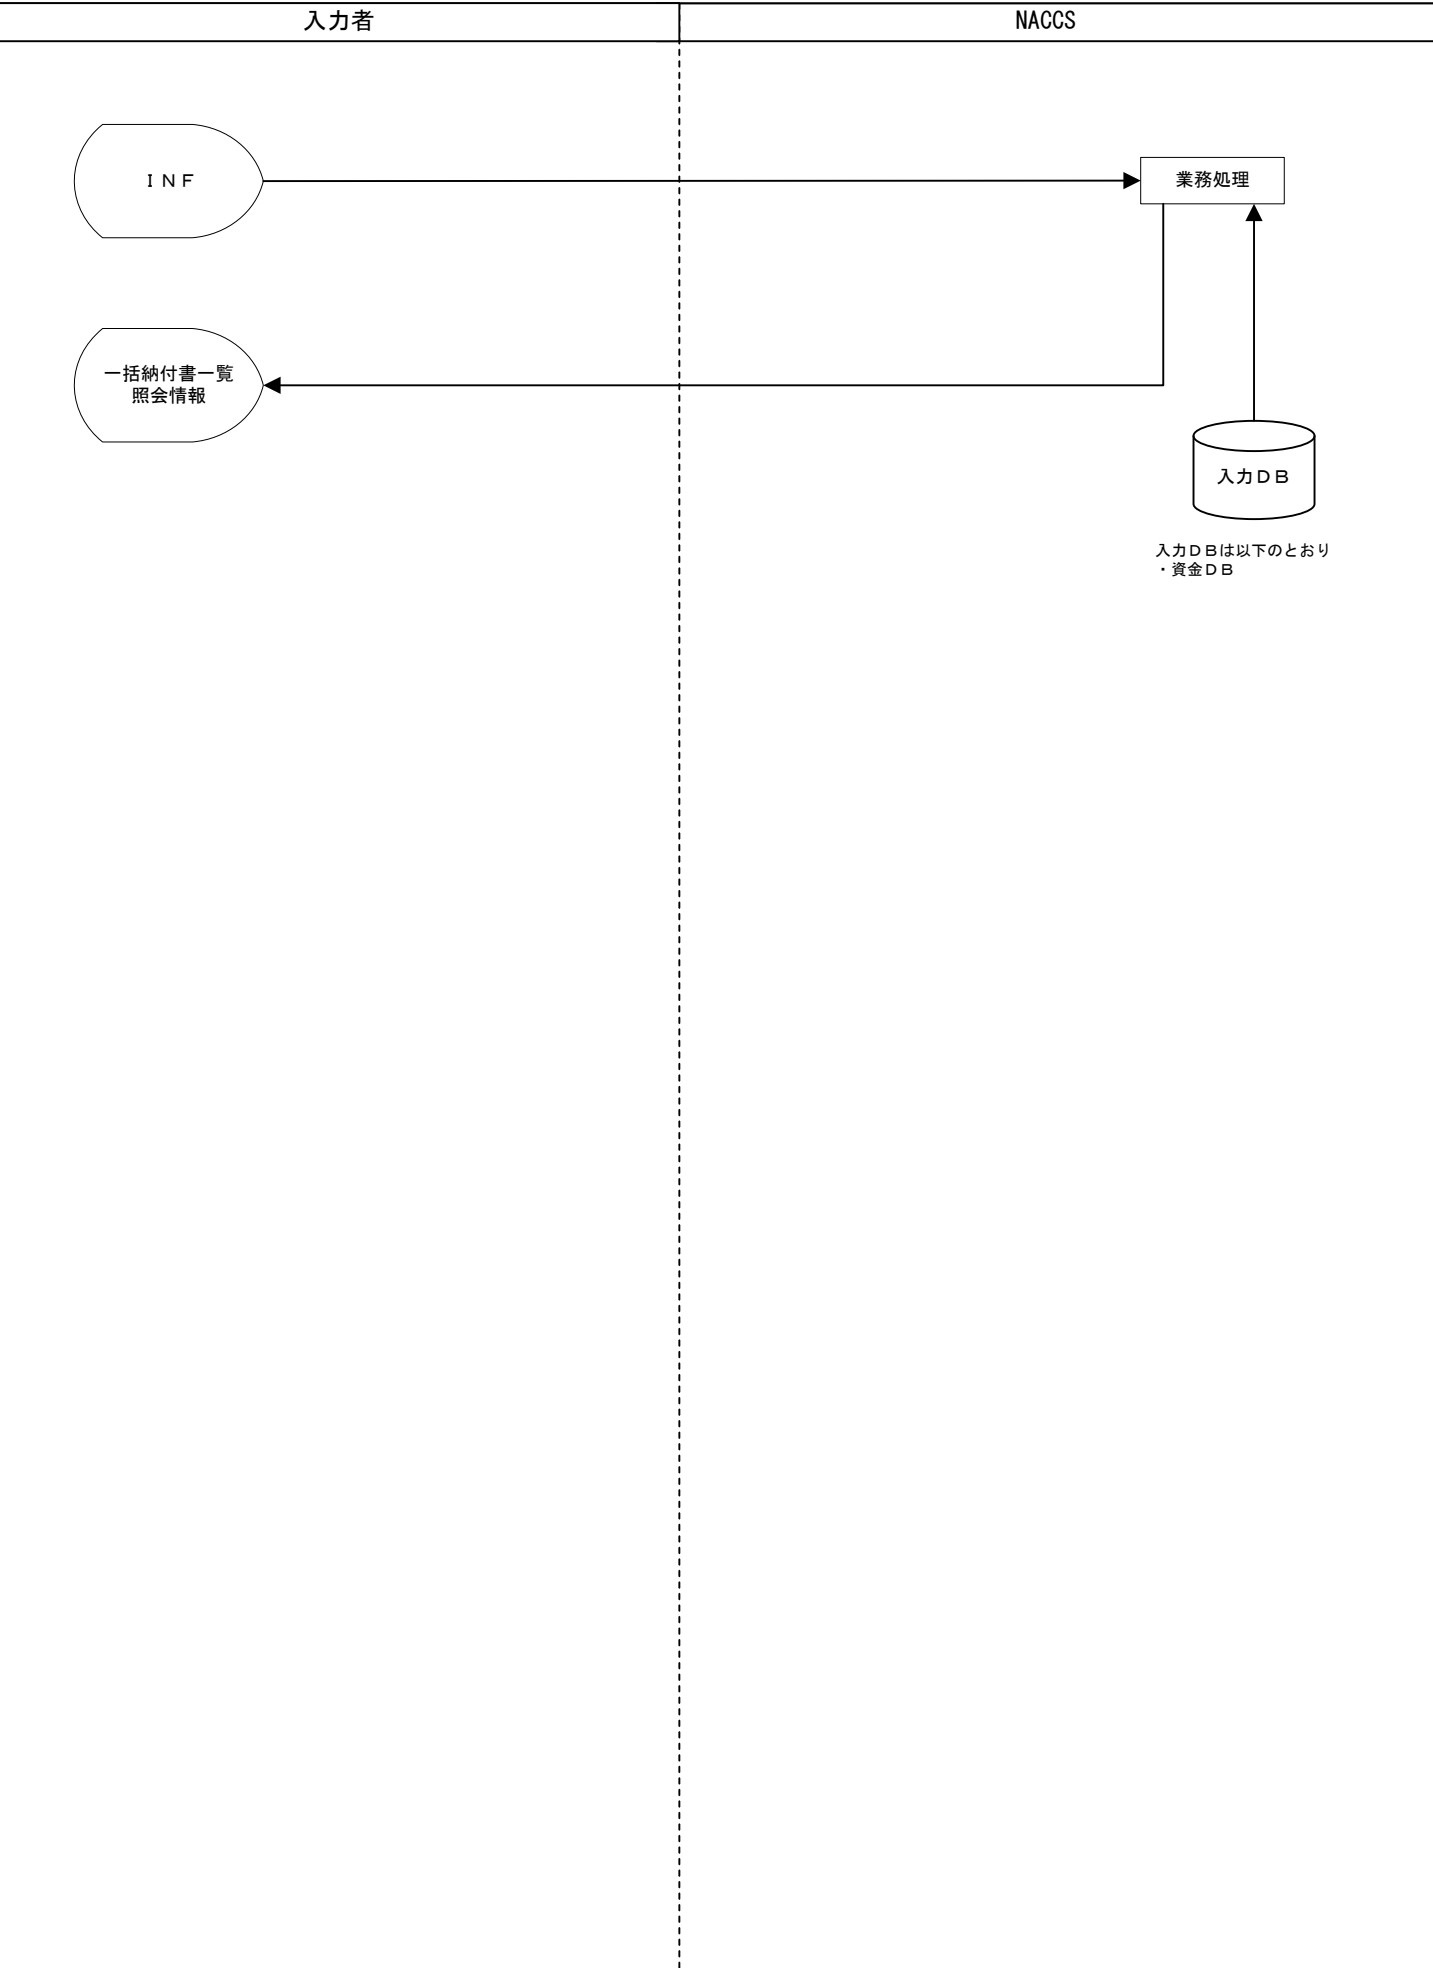 入力者
NACCS
ＩＮＦ
業務処理
一括納付書一覧
照会情報
入力ＤＢ
入力ＤＢは以下のとおり
・資金ＤＢ